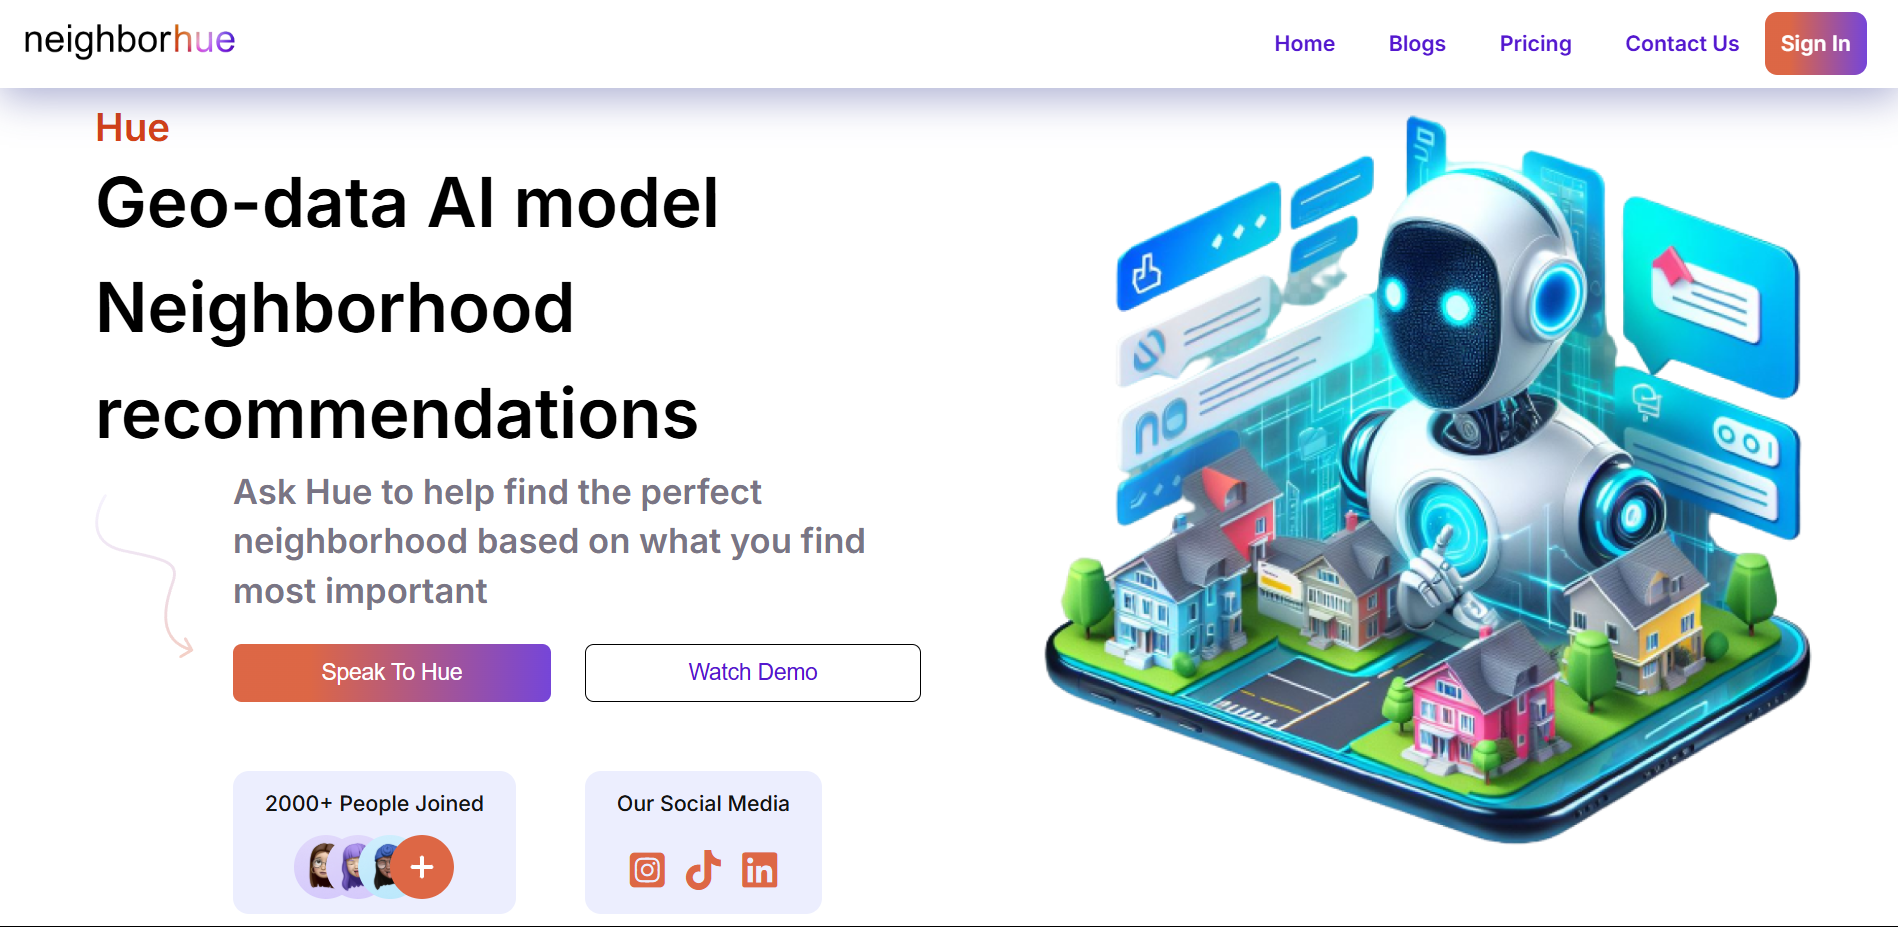 neighborhue
Home
Blogs
Pricing
Contact Us
Sign In
Hue
Geo-data AI model
Neighborhood
recommendations
Ask Hue to help find the perfect
neighborhood based on what you find
most important
Speak To Hue
Watch Demo
2000+ People Joined
Our Social Media